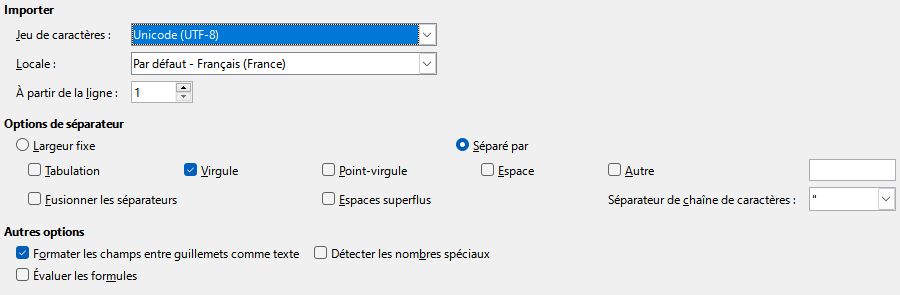 Importer
Jeu de caractères : Unicode (UTF-8)
Locale : Par défaut - Français (France)
À partir de la ligne : 1
Options de séparateur
Largeur fixe Séparé par
Tabulation Virgule Point-virgule Espace Autre
Fusionner les séparateurs Espaces superflus Séparateur de chaîne de caractères : "
Autres options
Formater les champs entre guillemets comme texte Détecter les nombres spéciaux
Évaluer les formules